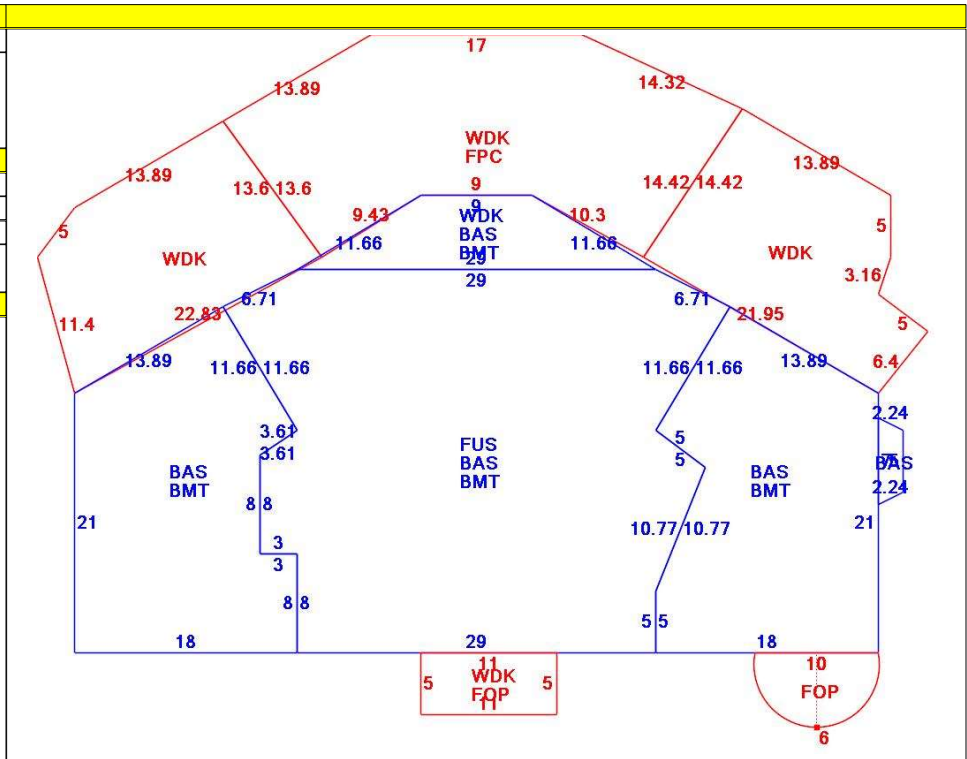 17
13.89
14.32
WDK
FPC
13.89
13.89
13.6 13.6
14.42 14.42
9
9
9.43
10.3
WDK
BAS
BMT
5
5
11.66
11.66
WDK
WDK
29
29
3.16
6.71
6.71
22.83
21.95
11.4
5
13.89
13.89
6.4
11.66 11.66
11.66 11.66
2.24
3.61
3.61
5
5
FUS
BAS
BMT
BAS
BMT
BAS
BMT
BAS
2.24
8 8
21
10.77 10.77
21
3
3
8 8
5 5
18
29
18
11
10
WDK
FOP
5
5
11
FOP
6